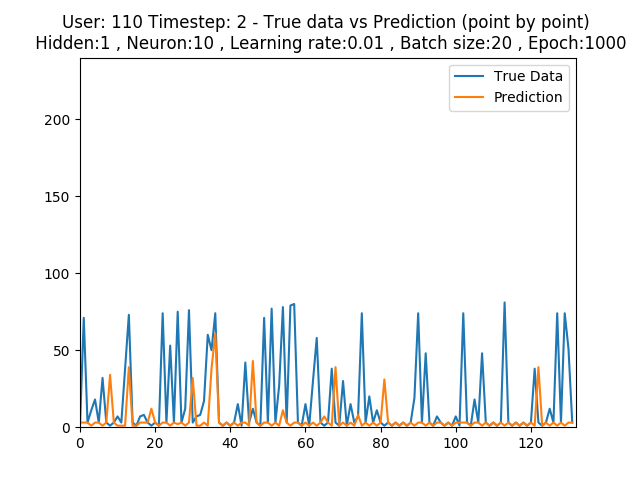 User: 110 Timestep: 2 - True data vs Prediction (point by point)
Hidden:1 , Neuron:10 , Learning rate:0.01 , Batch size:20 , Epoch:1000
True Data
Prediction
200
150
100
50
0
0 20 40 60 80 100 120